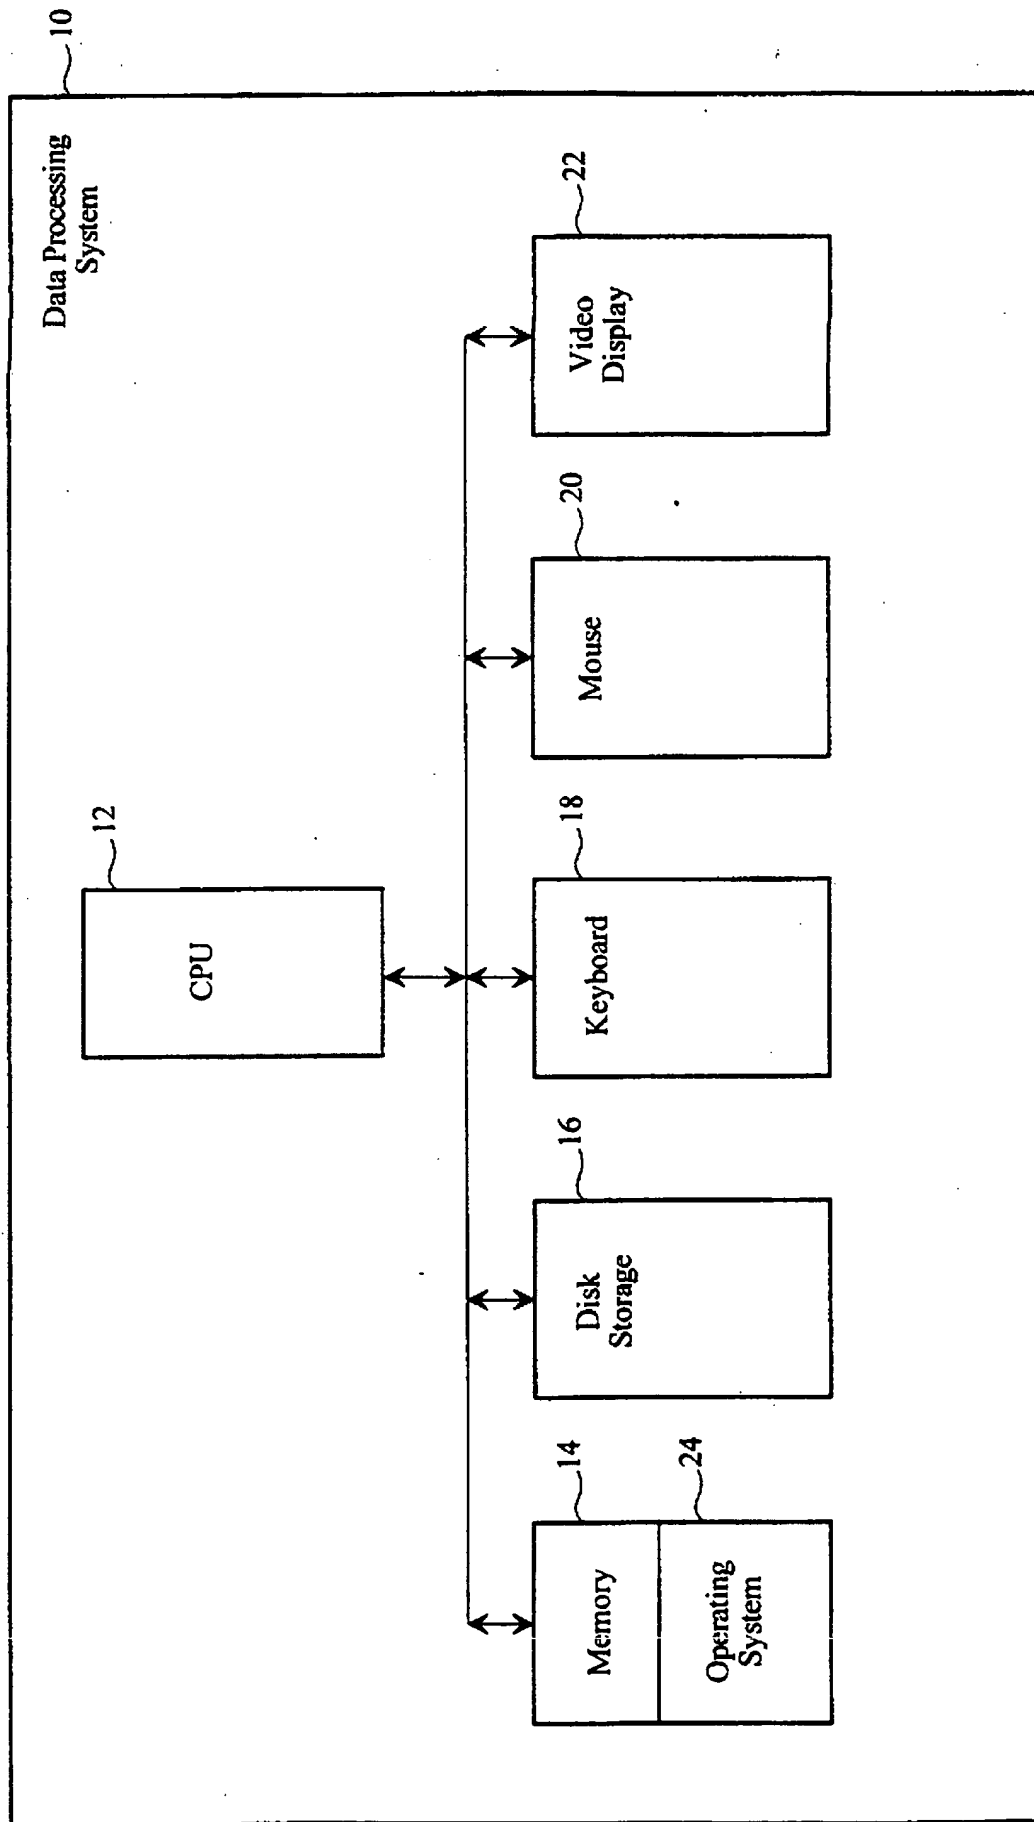 10
Data Processing
System
12
CPU
14
Memory
24
Operating
System
16
Disk
Storage
18
Keyboard
20
Mouse
22
Video
Display